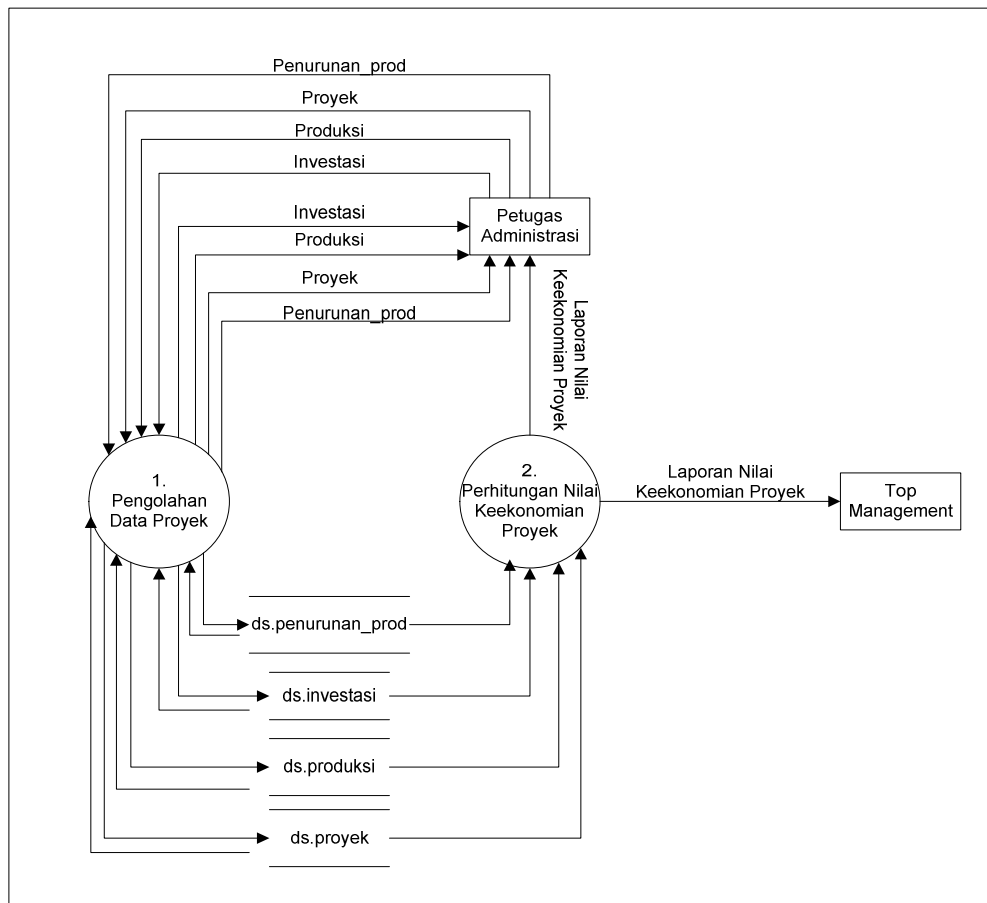 Penurunan_prod
Proyek
Produksi
Investasi
Investasi
Produksi
Proyek
Penurunan_prod
Petugas
Administrasi
Laporan Nilai
Keekonomian Proyek
1.
Pengolahan
Data Proyek
2.
Perhitungan Nilai
Keekonomian
Proyek
Laporan Nilai
Keekonomian Proyek
Top
Management
ds.penurunan_prod
ds.investasi
ds.produksi
ds.proyek